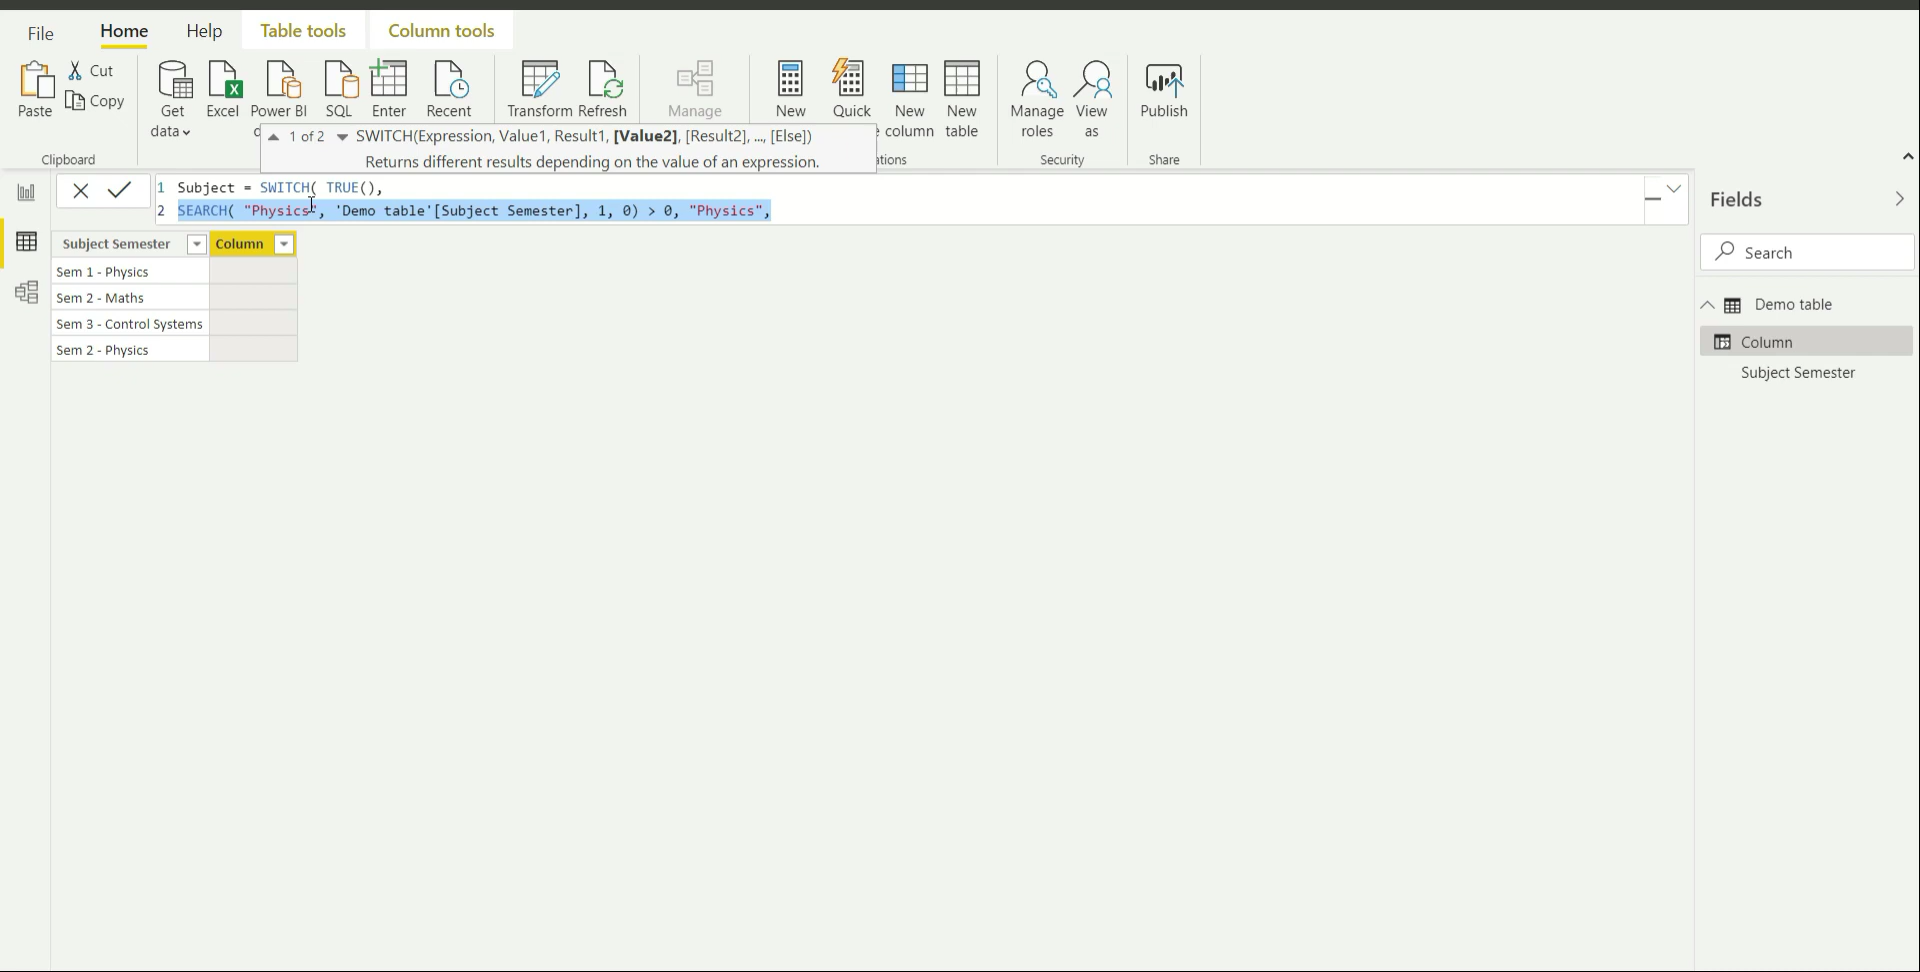 File
Home
Help
Table tools
Column tools
Paste
Cut
Copy
Clipboard
Get
data
Excel
Power BI
d
SQL
Enter
Recent
Transform
Refresh
Manage
New
Quick
New
column
New
table
ations
Manage
roles
View
as
Security
Publish
Share
1 of 2 SWITCH(Expression, Value1, Result1, [Value2], [Result2], ..., [Else])
Returns different results depending on the value of an expression.
1 Subject = SWITCH( TRUE(),
2 SEARCH( "Physics", 'Demo table'[Subject Semester], 1, 0) > 0, "Physics",
Subject Semester
Column
Sem 1 - Physics
Sem 2 - Maths
Sem 3 - Control Systems
Sem 2 - Physics
Fields
Search
Demo table
Column
Subject Semester